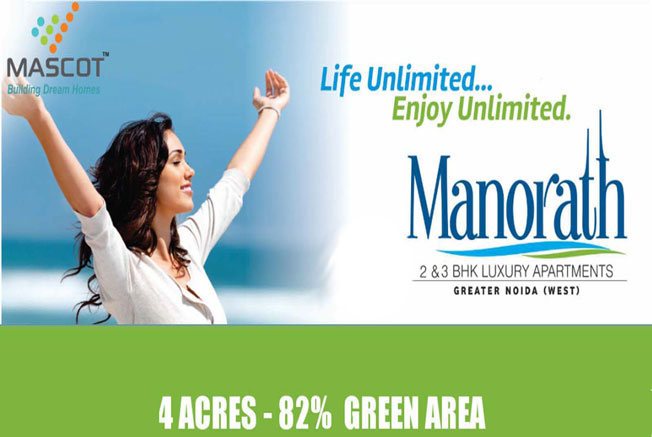 MASCOT™
Building Dream Homes
Life Unlimited...
Enjoy Unlimited.
Manorath
2 & 3 BHK LUXURY APARTMENTS
GREATER NOIDA (WEST)
4 ACRES - 82% GREEN AREA